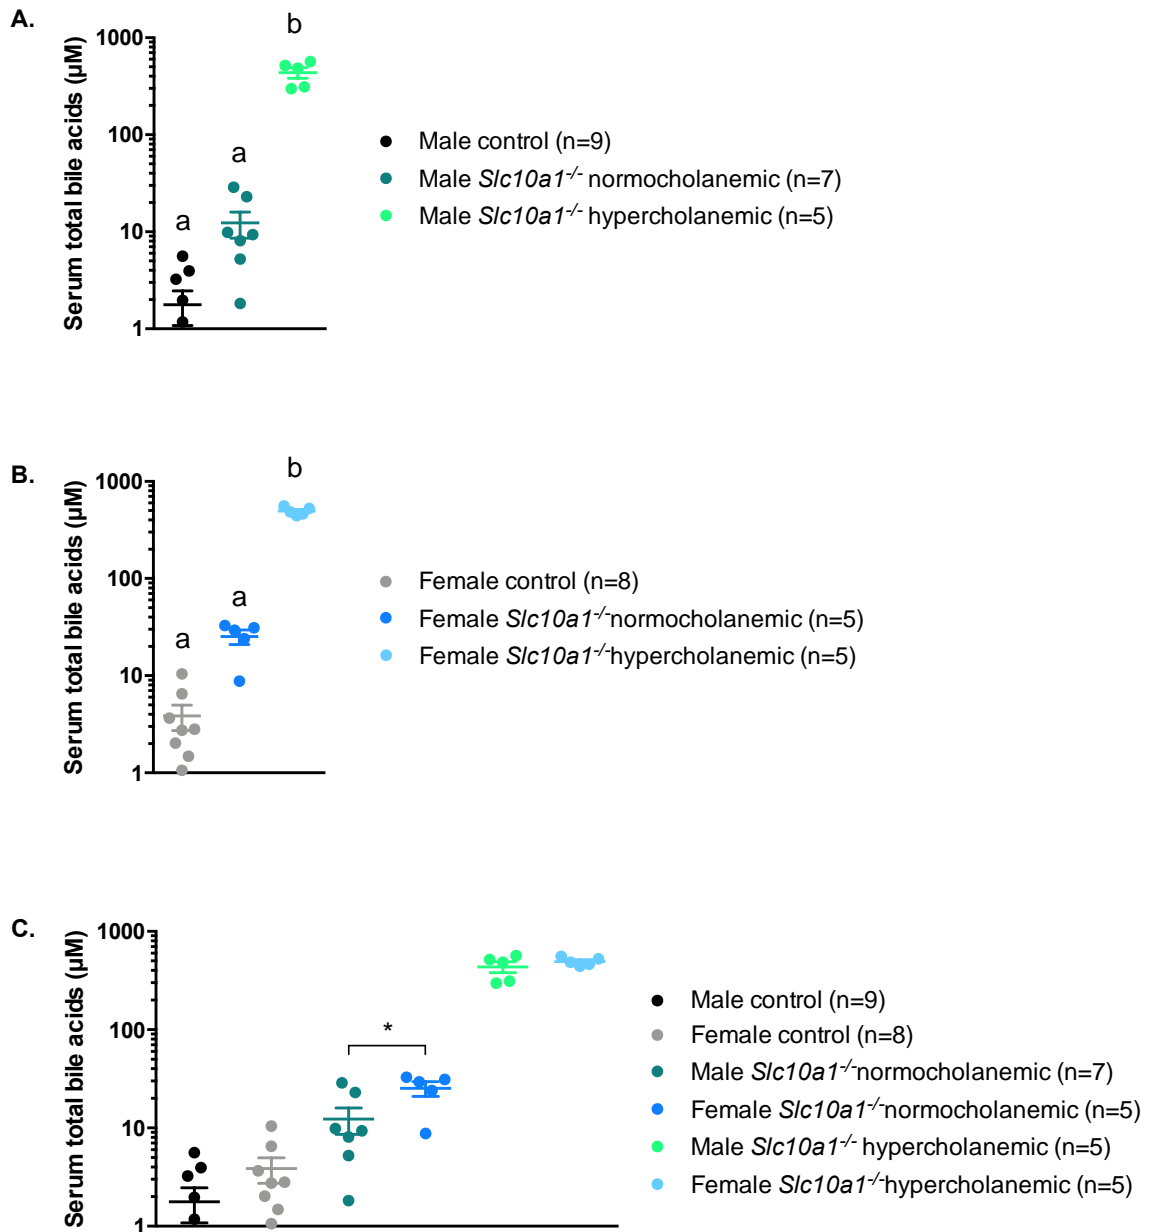 A.
Serum total bile acids (µM)
1000
100
10
1
a
a
b
Male control (n=9)
Male Slc10a1-/- normocholanemic (n=7)
Male Slc10a1-/- hypercholanemic (n=5)
B.
Serum total bile acids (µM)
1000
100
10
1
a
a
b
Female control (n=8)
Female Slc10a1-/-normocholanemic (n=5)
Female Slc10a1-/-hypercholanemic (n=5)
C.
Serum total bile acids (µM)
1000
100
10
1
*
Male control (n=9)
Female control (n=8)
Male Slc10a1-/-normocholanemic (n=7)
Female Slc10a1-/-normocholanemic (n=5)
Male Slc10a1-/- hypercholanemic (n=5)
Female Slc10a1-/-hypercholanemic (n=5)